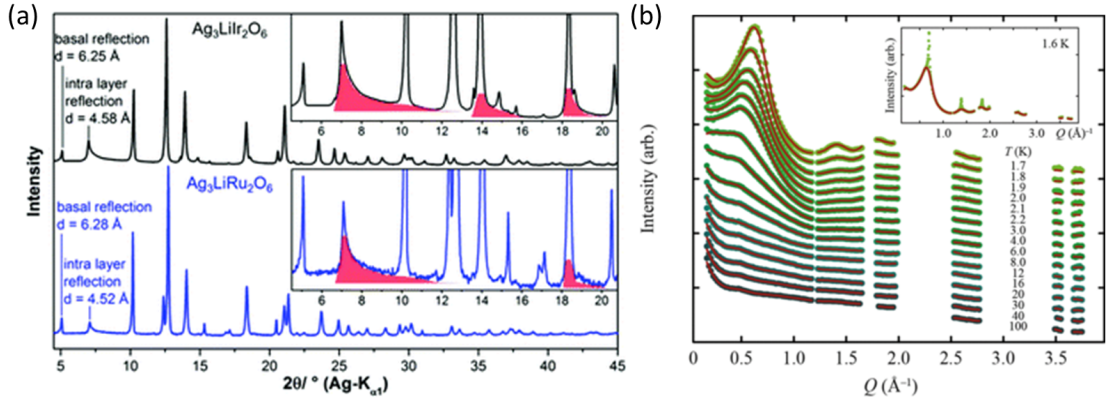 (a)
Ag3LiIr2O6
basal reflection
d = 6.25 Å
intra layer
reflection
d = 4.58 Å
6 8 10 12 14 16 18 20
Ag3LiRu2O6
basal reflection
d = 6.28 Å
intra layer
reflection
d = 4.52 Å
6 8 10 12 14 16 18 20
Intensity
5 10 15 20 25 30 35 40 45
2θ/ ° (Ag-Kα1)
(b)
Intensity (arb.)
1.6 K
Intensity (arb.)
0.5 1.0 2.0 3.0 Q (Å)⁻¹
T (K)
1.7
1.8
1.9
2.0
2.1
2.2
3.0
4.0
6.0
8.0
12
16
20
30
40
100
0 0.5 1.0 1.5 2.0 2.5 3.0 3.5
Q (Å⁻¹)